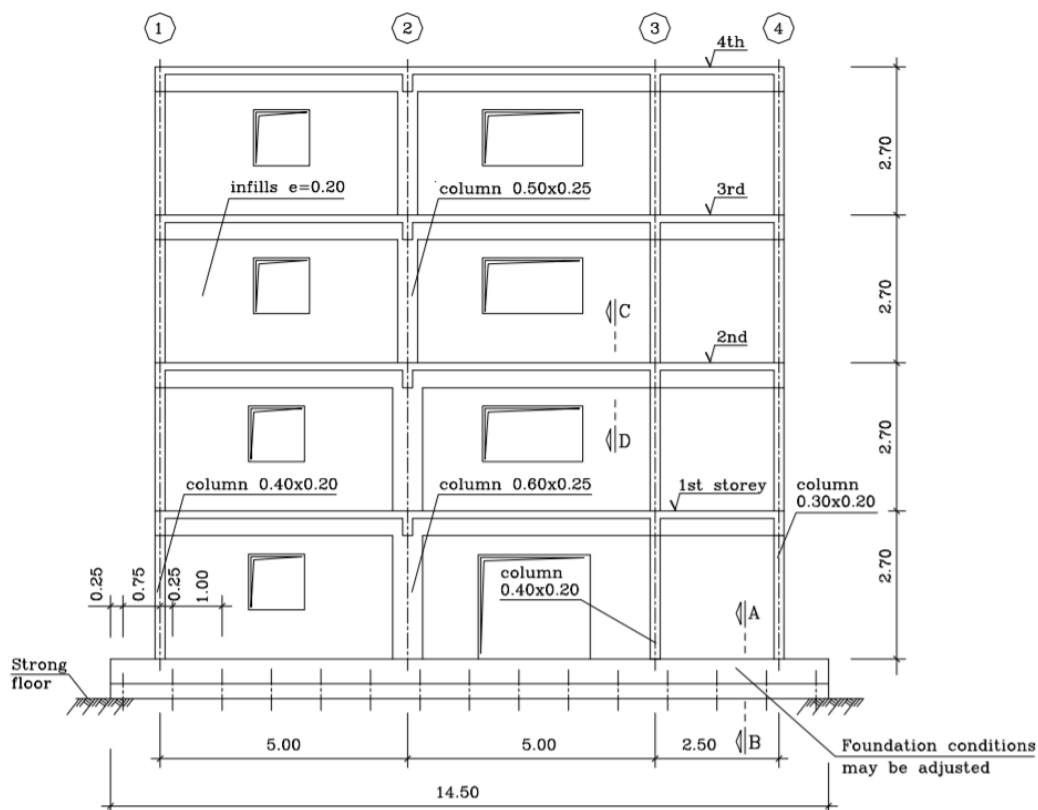 1 2 3 4
4th
infills e=0.20
column 0.50x0.25
3rd
2.70
C
2nd
2.70
D
column 0.40x0.20
column 0.60x0.25
1st storey
column
0.30x0.20
2.70
0.25
0.75
0.25
1.00
column
0.40x0.20
2.70
A
Strong
floor
5.00
5.00
2.50
B
Foundation conditions
may be adjusted
14.50